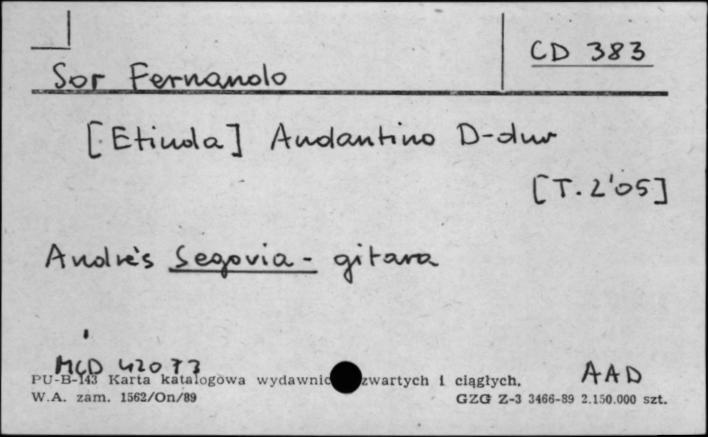 CD 383
Sor Fernando
[Etiuda] Andantino D-dur
[T. 2'05]
Andrés Segovia - gitara
MCD 42073 AAD
PU-B-143 Karta katalogowa wydawnic zwartych i ciągłych.
W.A. zam. 1562/On/89 GZG Z-3 3466-89 2.150.000 szt.